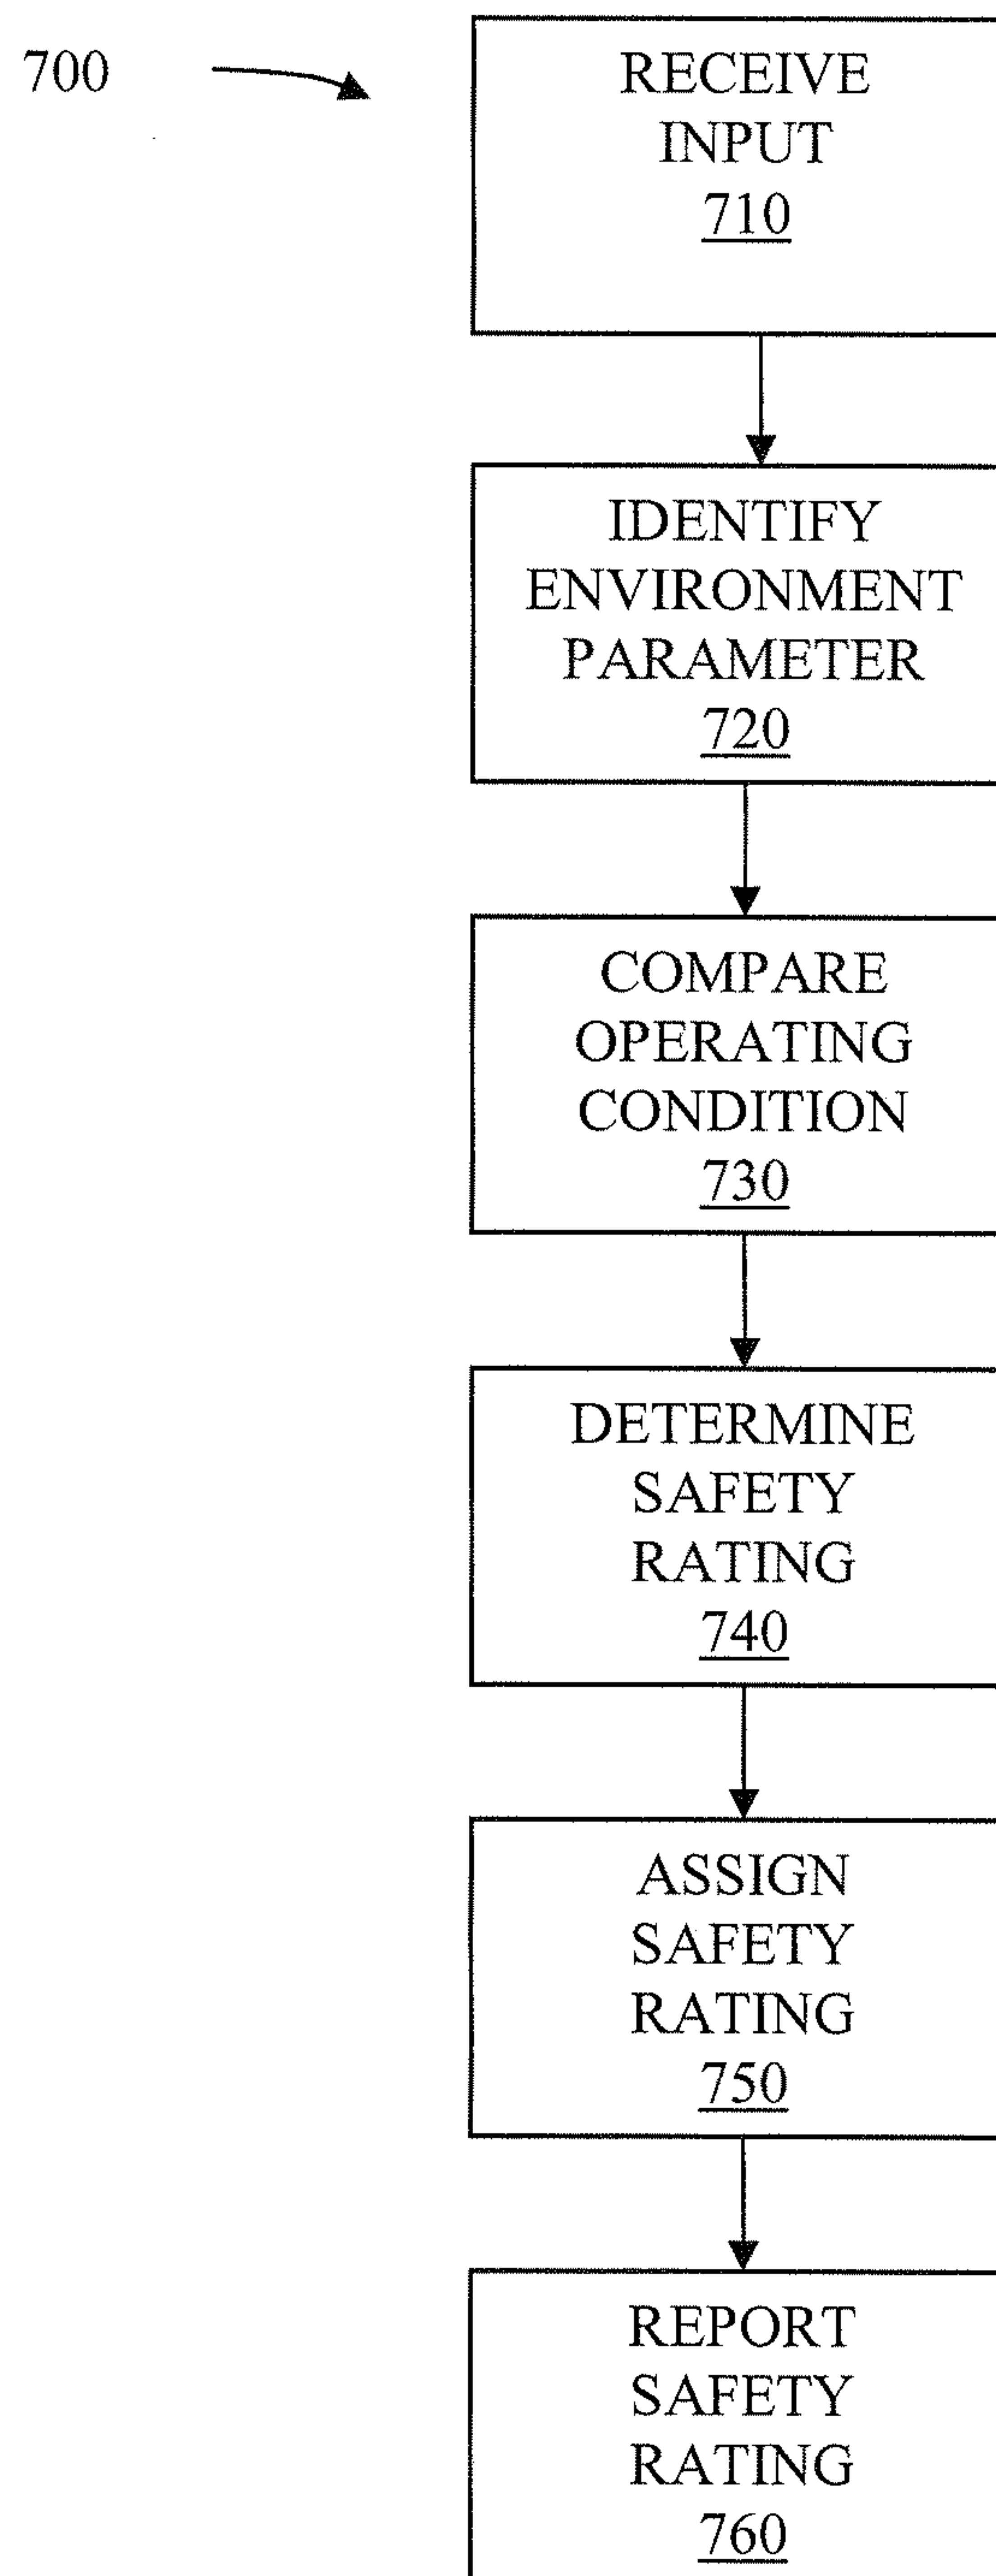 700
RECEIVE
INPUT
710
IDENTIFY
ENVIRONMENT
PARAMETER
720
COMPARE
OPERATING
CONDITION
730
DETERMINE
SAFETY
RATING
740
ASSIGN
SAFETY
RATING
750
REPORT
SAFETY
RATING
760